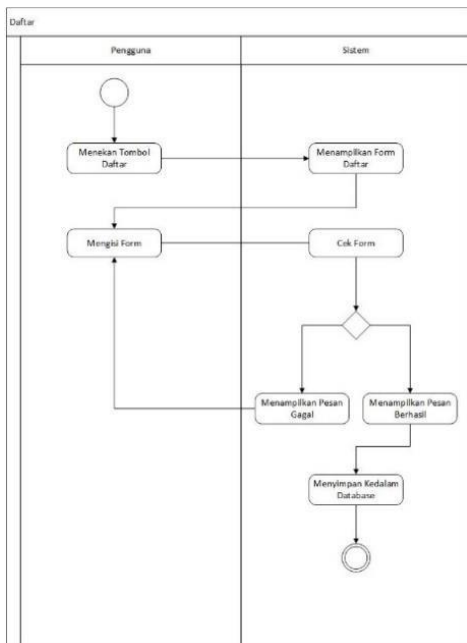 Daftar
Pengguna
Sistem
Menekan Tombol
Daftar
Menampilkan Form
Daftar
Mengisi Form
Cek Form
Menampilkan Pesan
Gagal
Menampilkan Pesan
Berhasil
Menyimpan Kedalam
Database